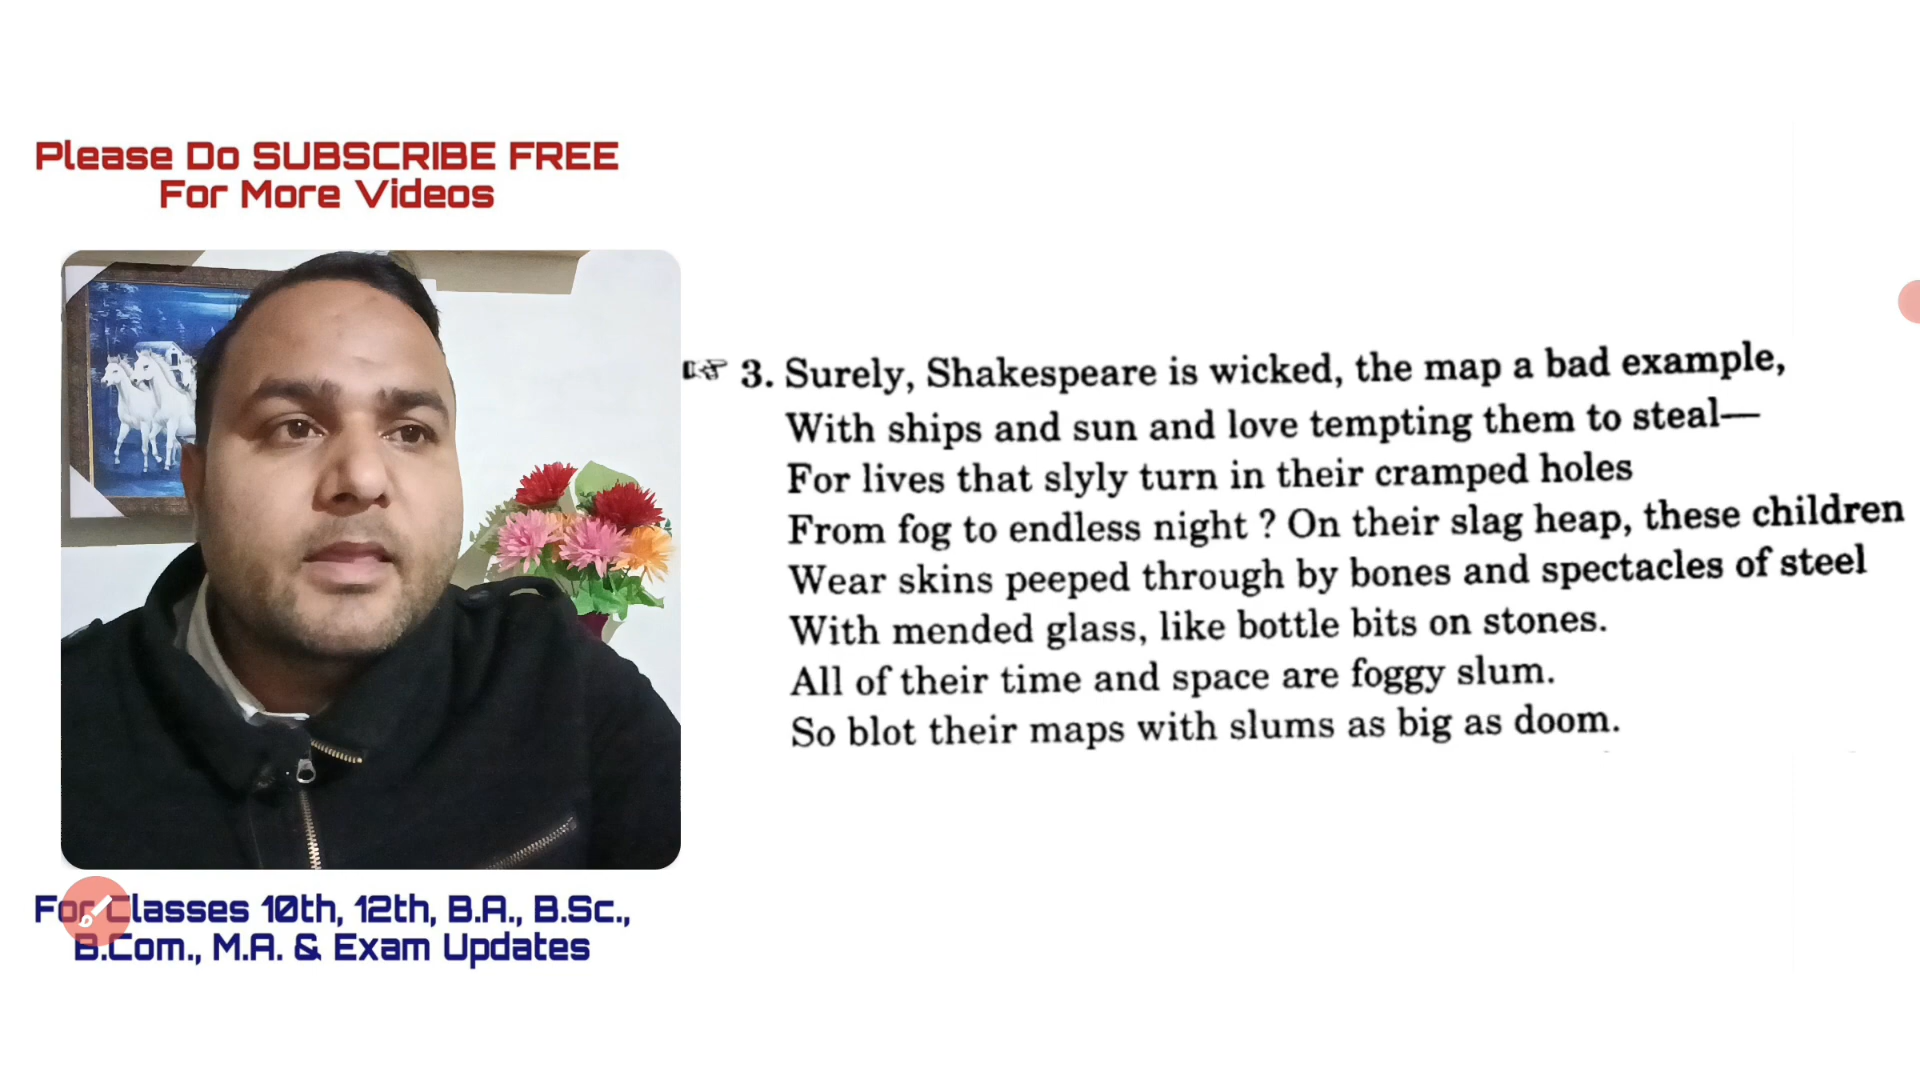 Please Do SUBSCRIBE FREE
For More Videos
3. Surely, Shakespeare is wicked, the map a bad example,
With ships and sun and love tempting them to steal—
For lives that slyly turn in their cramped holes
From fog to endless night ? On their slag heap, these children
Wear skins peeped through by bones and spectacles of steel
With mended glass, like bottle bits on stones.
All of their time and space are foggy slum.
So blot their maps with slums as big as doom.
For Classes 10th, 12th, B.A., B.Sc.,
B.Com., M.A. & Exam Updates